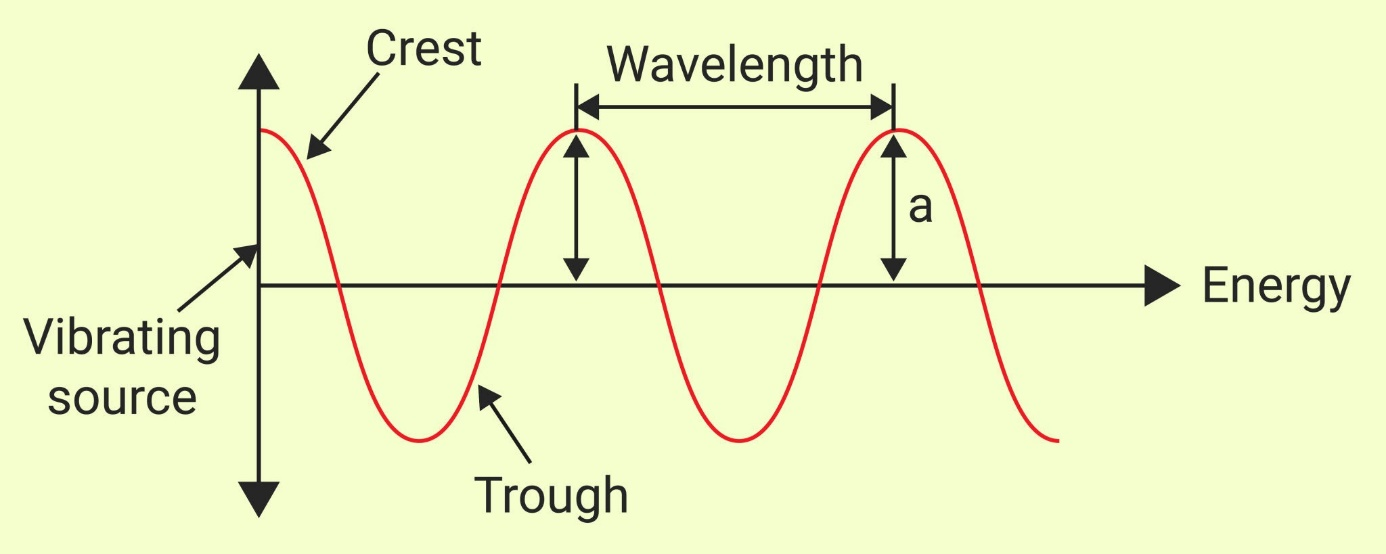 Crest
Wavelength
a
Energy
Vibrating
source
Trough